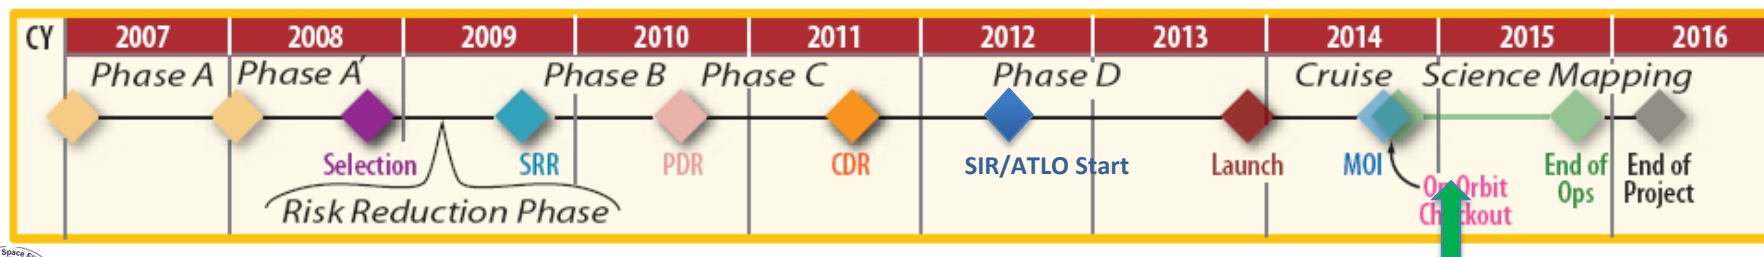 CY 2007 2008 2009 2010 2011 2012 2013 2014 2015 2016
Phase A Phase A' Phase B Phase C Phase D Cruise Science Mapping
Selection SRR PDR CDR SIR/ATLO Start Launch MOI End of Ops End of Project
On Orbit
Checkout
Risk Reduction Phase
Space